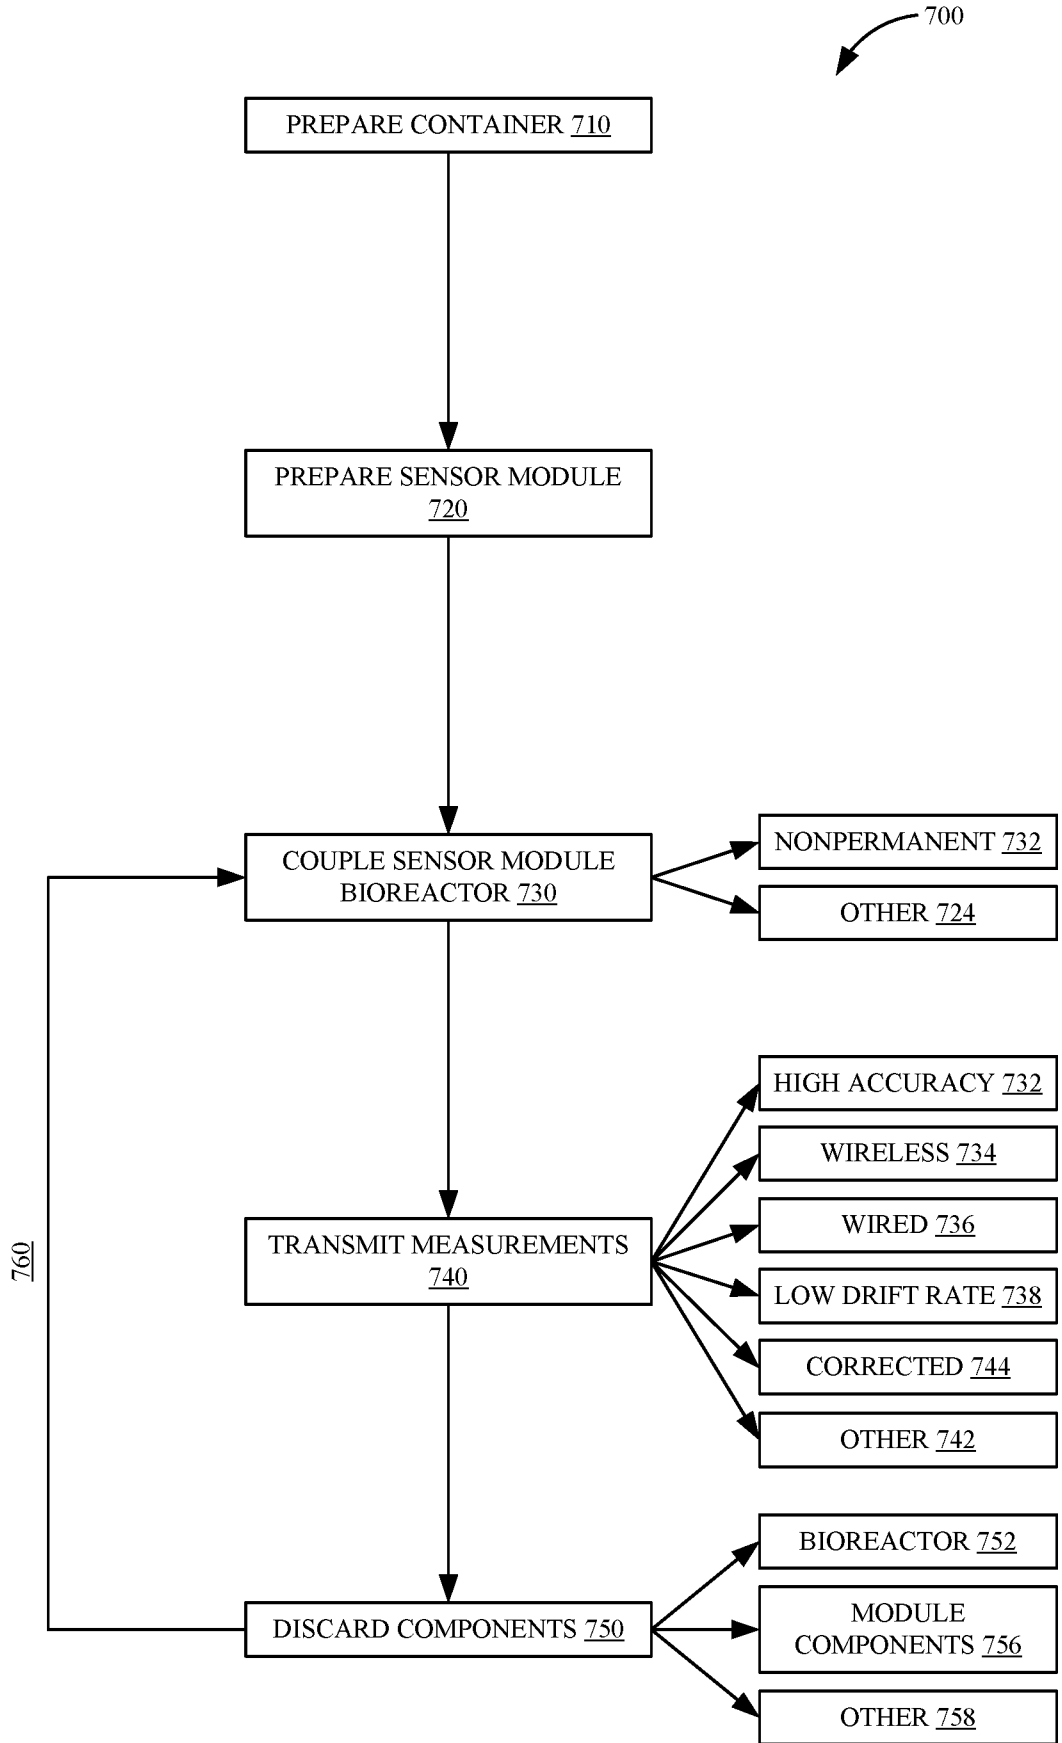 700
PREPARE CONTAINER 710
PREPARE SENSOR MODULE
720
COUPLE SENSOR MODULE
BIOREACTOR 730
NONPERMANENT 732
OTHER 724
TRANSMIT MEASUREMENTS
740
HIGH ACCURACY 732
WIRELESS 734
WIRED 736
LOW DRIFT RATE 738
CORRECTED 744
OTHER 742
760
DISCARD COMPONENTS 750
BIOREACTOR 752
MODULE
COMPONENTS 756
OTHER 758